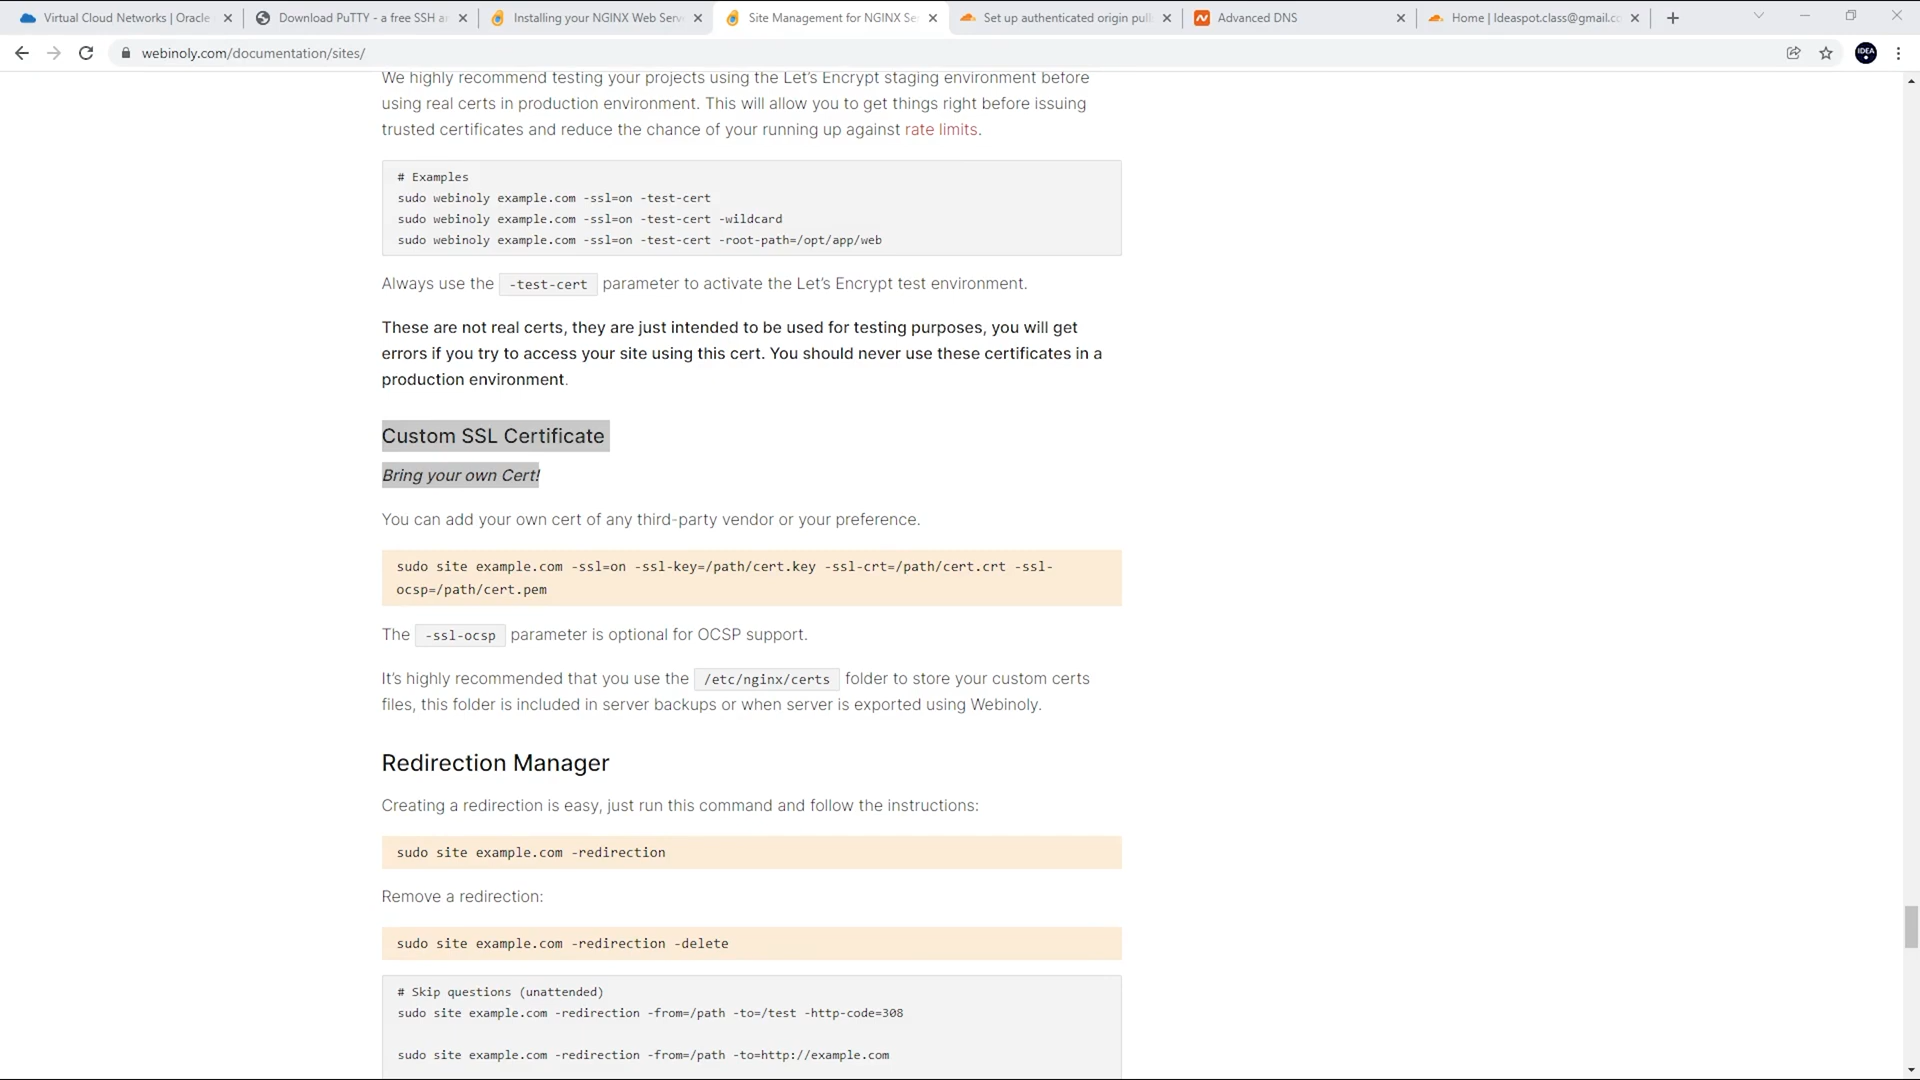 Virtual Cloud Networks | Oracle
Download PuTTY - a free SSH a
Installing your NGINX Web Serv
Site Management for NGINX Se
Set up authenticated origin pull
Advanced DNS
Home | Ideaspot.class@gmail.co
webinoly.com/documentation/sites/
IDEA
We highly recommend testing your projects using the Let's Encrypt staging environment before
using real certs in production environment. This will allow you to get things right before issuing
trusted certificates and reduce the chance of your running up against rate limits.
# Examples
sudo webinoly example.com -ssl=on -test-cert
sudo webinoly example.com -ssl=on -test-cert -wildcard
sudo webinoly example.com -ssl=on -test-cert -root-path=/opt/app/web
Always use the -test-cert parameter to activate the Let's Encrypt test environment.
These are not real certs, they are just intended to be used for testing purposes, you will get
errors if you try to access your site using this cert. You should never use these certificates in a
production environment.
Custom SSL Certificate
Bring your own Cert!
You can add your own cert of any third-party vendor or your preference.
sudo site example.com -ssl=on -ssl-key=/path/cert.key -ssl-crt=/path/cert.crt -ssl-
ocsp=/path/cert.pem
The -ssl-ocsp parameter is optional for OCSP support.
It's highly recommended that you use the /etc/nginx/certs folder to store your custom certs
files, this folder is included in server backups or when server is exported using Webinoly.
Redirection Manager
Creating a redirection is easy, just run this command and follow the instructions:
sudo site example.com -redirection
Remove a redirection:
sudo site example.com -redirection -delete
# Skip questions (unattended)
sudo site example.com -redirection -from=/path -to=/test -http-code=308
sudo site example.com -redirection -from=/path -to=http://example.com